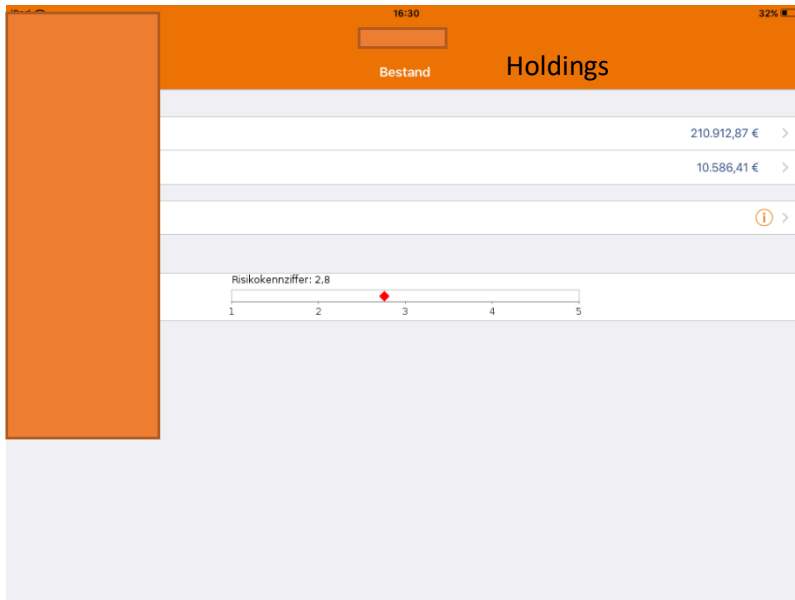 16:30
32%
Bestand
Holdings
210.912,87 €
10.586,41 €
Risikokennziffer: 2,8
1 2 3 4 5